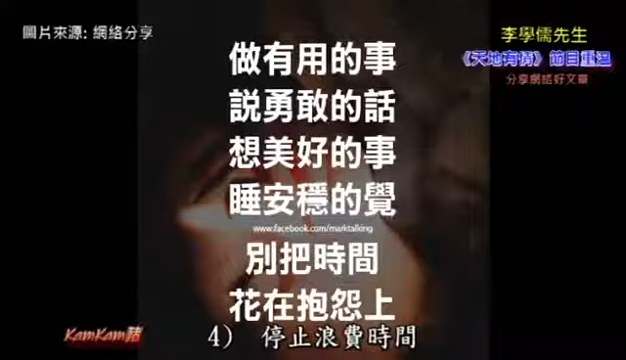 圖片來源: 網絡分享
李學儒先生
《天地有情》節目重溫
分享網絡好文章
做有用的事
說勇敢的話
想美好的事
睡安穩的覺
www.facebook.com/marktalking
別把時間
花在抱怨上
KamKam豬
4) 停止浪費時間